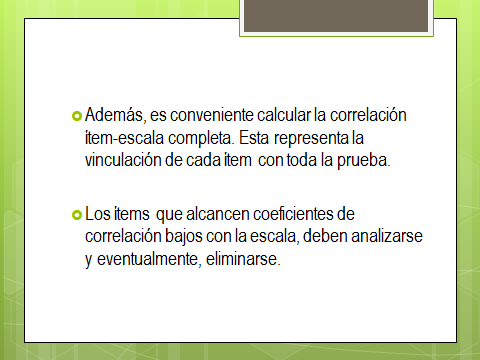 Además, es conveniente calcular la correlación
ítem-escala completa. Esta representa la
vinculación de cada ítem con toda la prueba.
Los ítems que alcancen coeficientes de
correlación bajos con la escala, deben analizarse
y eventualmente, eliminarse.